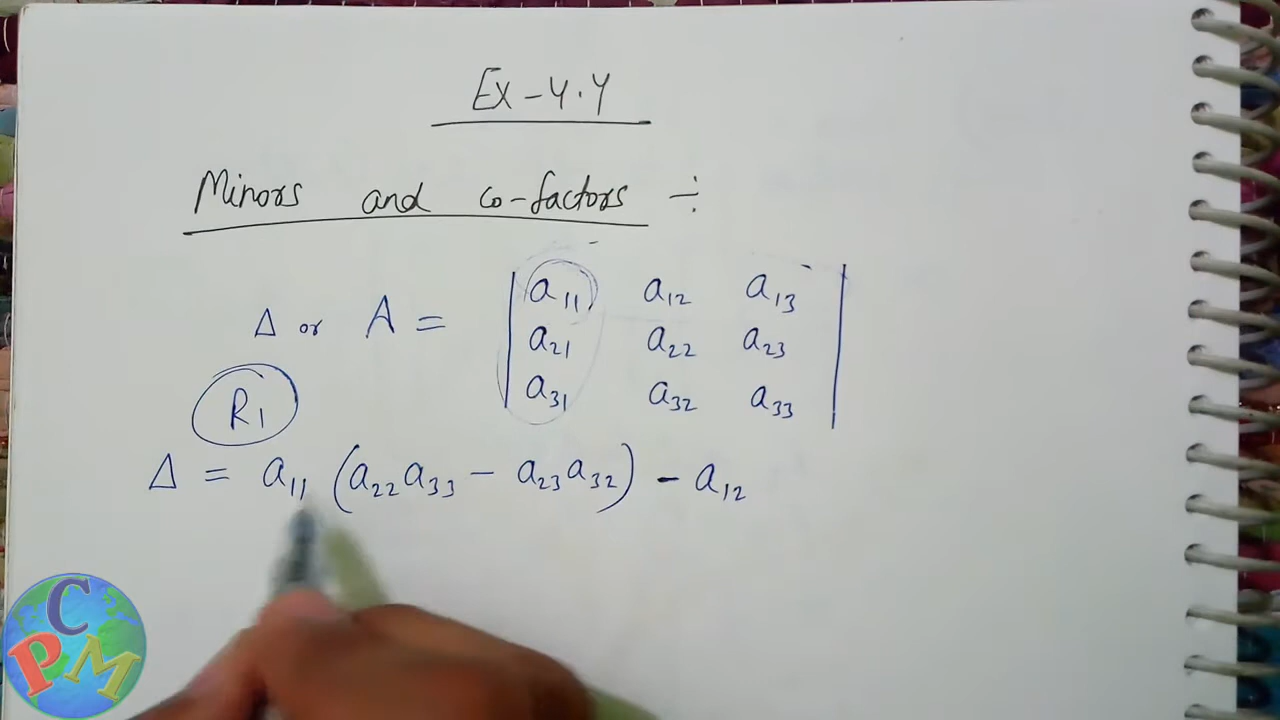 Ex - 4.4
Minors and co-factors ÷
Δ or A = | a₁₁ a₁₂ a₁₃ |
| a₂₁ a₂₂ a₂₃ |
| a₃₁ a₃₂ a₃₃ |
R₁
Δ = a₁₁ (a₂₂a₃₃ - a₂₃a₃₂) - a₁₂
CPM